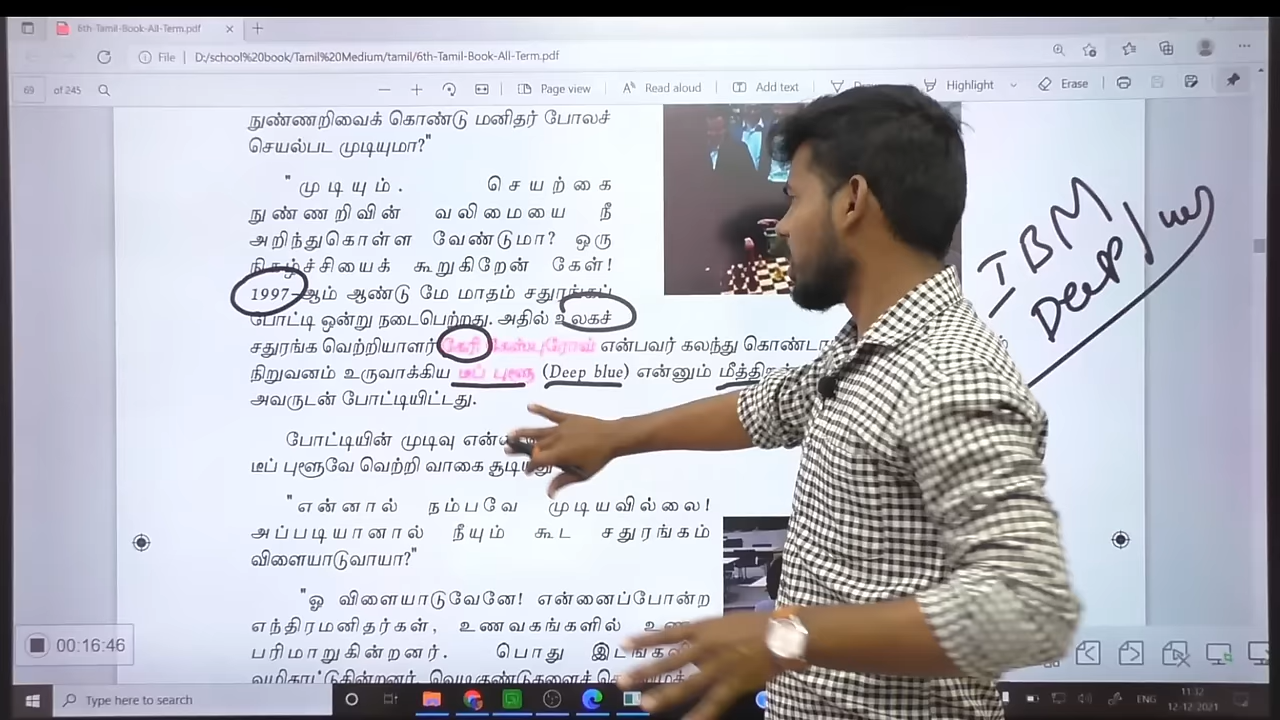 6th-Tamil-Book-All-Term.pdf
File D:/school%20book/Tamil%20Medium/tamil/6th-Tamil-Book-All-Term.pdf
69 of 245 Page view Read aloud Add text Highlight Erase
நுண்ணறிவைக் கொண்டு மனிதர் போலச்
செயல்பட முடியுமா?"
"முடியும். செயற்கை
நுண்ணறிவின் வலிமையை நீ
அறிந்துகொள்ள வேண்டுமா? ஒரு
நிகழ்ச்சியைக் கூறுகிறேன் கேள்!
1997-ஆம் ஆண்டு மே மாதம் சதுரங்கப்
போட்டி ஒன்று நடைபெற்றது. அதில் உலகச்
சதுரங்க வெற்றியாளர் கேரி கேஸ்புரோவ் என்பவர் கலந்து
நிறுவனம் உருவாக்கிய டீப் புளூ (Deep blue) என்னும்
அவருடன் போட்டியிட்டது.
போட்டியின் முடிவு
டீப் புளூவே வெற்றி வாகை
"என்னால் நம்பவே முடியவில்லை!
அப்படியானால் நீயும் கூட சதுரங்கம்
விளையாடுவாயா?"
"ஓ விளையாடுவேனே! என்னைப்போன்ற
எந்திரமனிதர்கள், உணவகங்களில்
பரிமாறுகின்றனர். பொது
IBM
Deep
00:16:46
Type here to search
ENG
11:32
12-12-2021